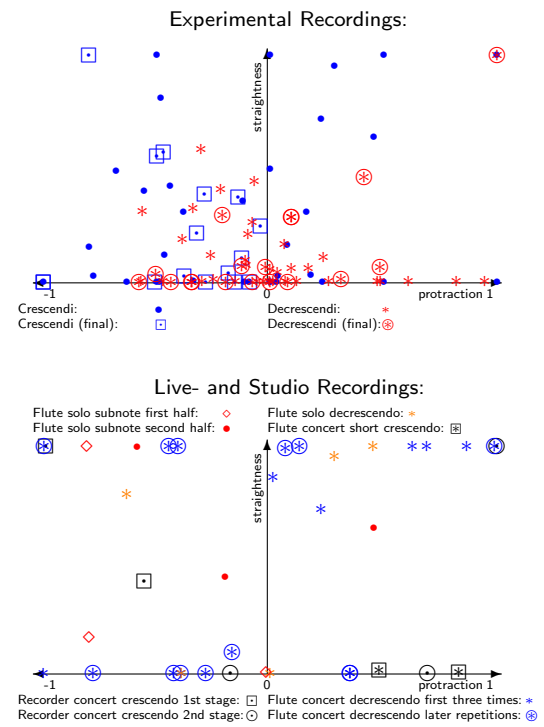 Experimental Recordings:
straightness
-1 0 protraction 1
Crescendi: Decrescendi:
Crescendi (final): Decrescendi (final):
Live- and Studio Recordings:
Flute solo subnote first half: Flute solo decrescendo:
Flute solo subnote second half: Flute concert short crescendo:
straightness
-1 0 protraction 1
Recorder concert crescendo 1st stage: Flute concert decrescendo first three times:
Recorder concert crescendo 2nd stage: Flute concert decrescendo later repetitions: